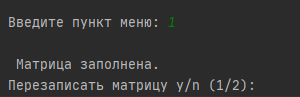 Введите пункт меню: 1
Матрица заполнена.
Перезаписать матрицу y/n (1/2):